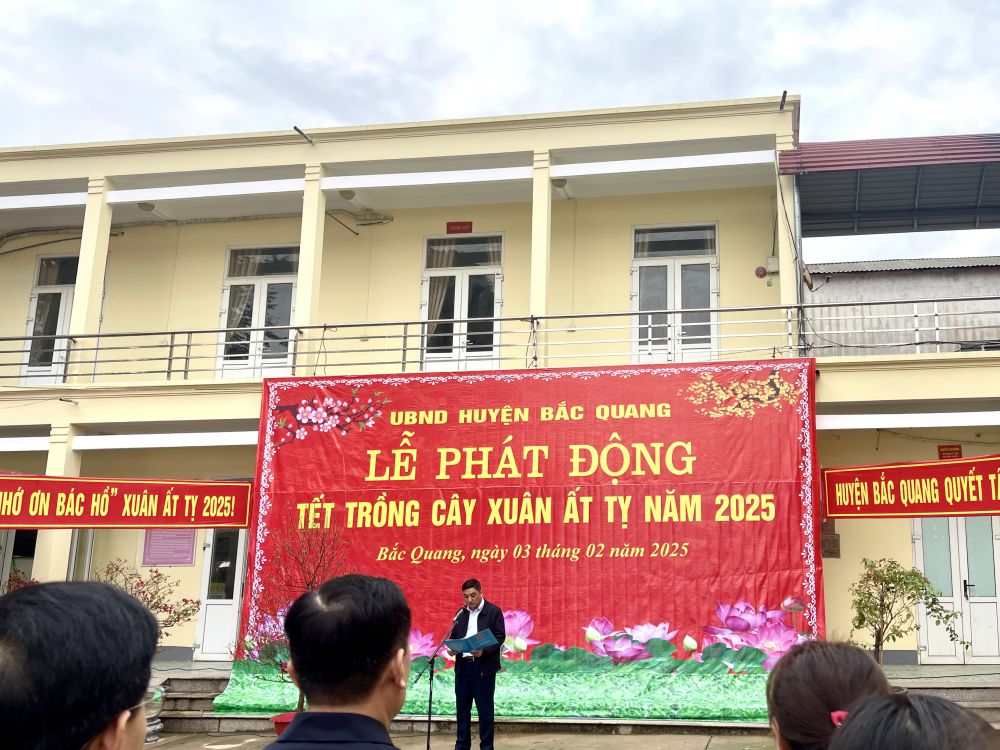 UBND HUYỆN BẮC QUANG
LỄ PHÁT ĐỘNG
TẾT TRỒNG CÂY XUÂN ẤT TỴ NĂM 2025
Bắc Quang, ngày 03 tháng 02 năm 2025
NHỚ ƠN BÁC HỒ" XUÂN ẤT TỴ 2025!
HUYỆN BẮC QUANG QUYẾT